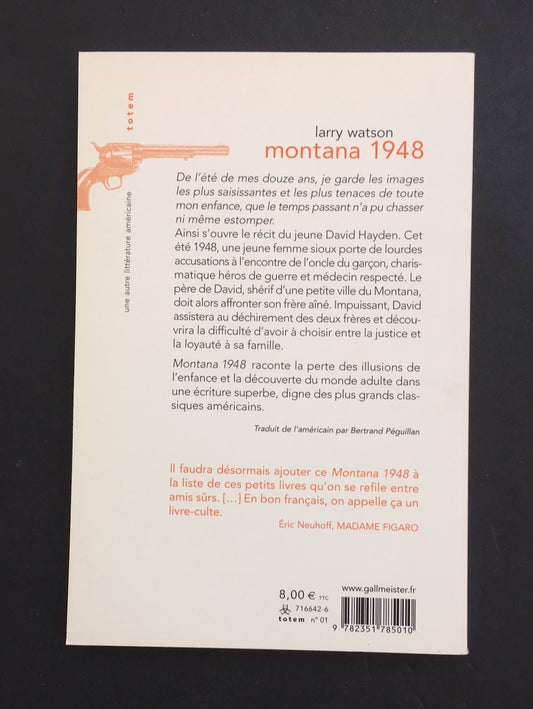 totem
une autre littérature américaine
larry watson
montana 1948
De l'été de mes douze ans, je garde les images
les plus saisissantes et les plus tenaces de toute
mon enfance, que le temps passant n'a pu chasser
ni même estomper.
Ainsi s'ouvre le récit du jeune David Hayden. Cet
été 1948, une jeune femme sioux porte de lourdes
accusations à l'encontre de l'oncle du garçon, charis-
matique héros de guerre et médecin respecté. Le
père de David, shérif d'une petite ville du Montana,
doit alors affronter son frère aîné. Impuissant, David
assistera au déchirement des deux frères et décou-
vrira la difficulté d'avoir à choisir entre la justice et
la loyauté à sa famille.
Montana 1948 raconte la perte des illusions de
l'enfance et la découverte du monde adulte dans
une écriture superbe, digne des plus grands clas-
siques américains.
Traduit de l'américain par Bertrand Péguillan
Il faudra désormais ajouter ce Montana 1948 à
la liste de ces petits livres qu'on se refile entre
amis sûrs. […] En bon français, on appelle ça un
livre-culte.
Éric Neuhoff, MADAME FIGARO
8,00 € TTC
716642-6
totem n° 01
www.gallmeister.fr
9 782351 785010